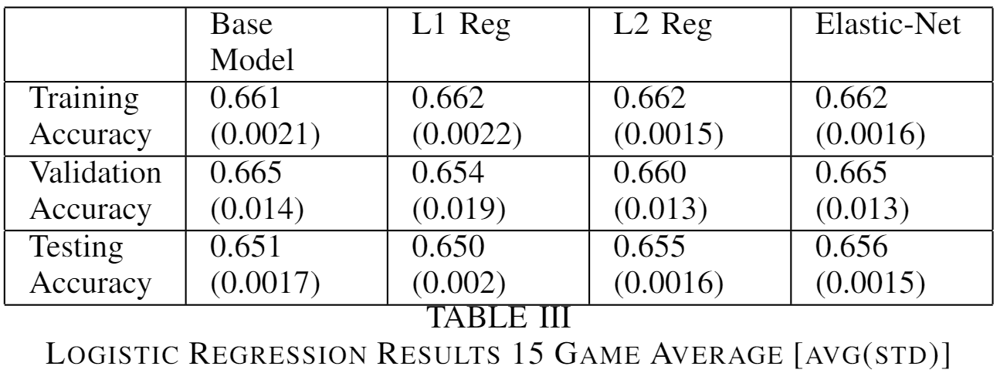 Base Model L1 Reg L2 Reg Elastic-Net
Training Accuracy 0.661 (0.0021) 0.662 (0.0022) 0.662 (0.0015) 0.662 (0.0016)
Validation Accuracy 0.665 (0.014) 0.654 (0.019) 0.660 (0.013) 0.665 (0.013)
Testing Accuracy 0.651 (0.0017) 0.650 (0.002) 0.655 (0.0016) 0.656 (0.0015)
TABLE III
LOGISTIC REGRESSION RESULTS 15 GAME AVERAGE [AVG(STD)]